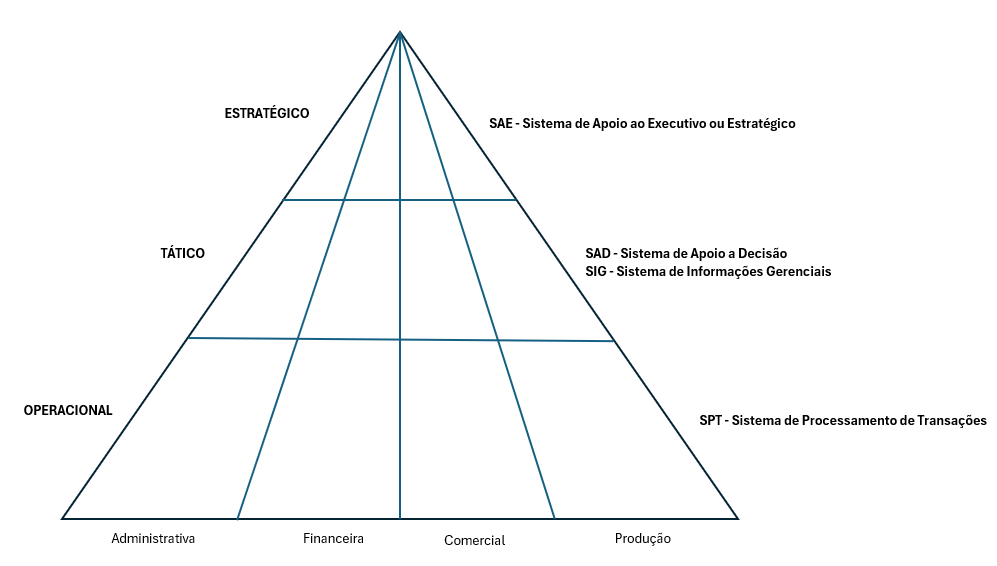 ESTRATÉGICO
SAE - Sistema de Apoio ao Executivo ou Estratégico
TÁTICO
SAD - Sistema de Apoio a Decisão
SIG - Sistema de Informações Gerenciais
OPERACIONAL
SPT - Sistema de Processamento de Transações
Administrativa
Financeira
Comercial
Produção